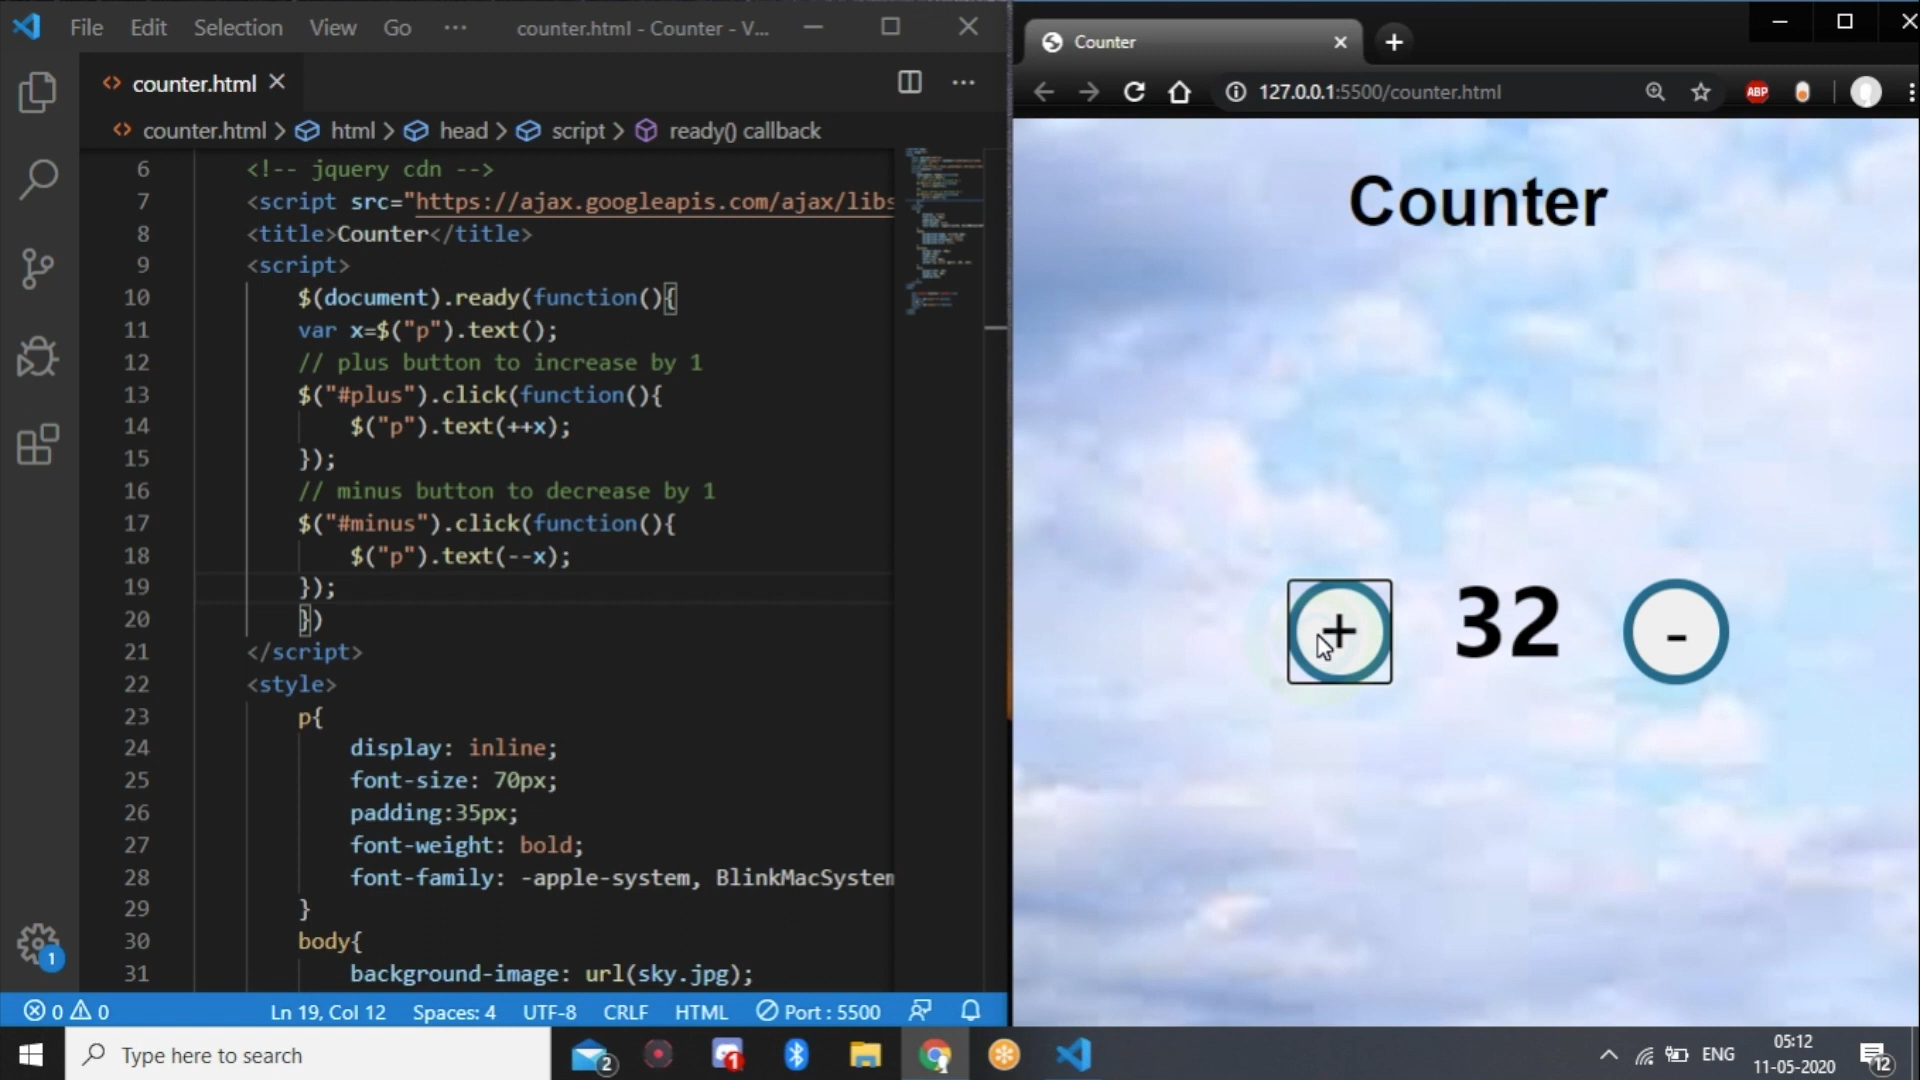 File Edit Selection View Go ··· counter.html - Counter - V...
counter.html
counter.html > html > head > script > ready() callback
6 <!-- jquery cdn -->
7 <script src="https://ajax.googleapis.com/ajax/libs
8 <title>Counter</title>
9 <script>
10 $(document).ready(function(){
11 var x=$("p").text();
12 // plus button to increase by 1
13 $("#plus").click(function(){
14 $("p").text(++x);
15 });
16 // minus button to decrease by 1
17 $("#minus").click(function(){
18 $("p").text(--x);
19 });
20 })
21 </script>
22 <style>
23 p{
24 display: inline;
25 font-size: 70px;
26 padding:35px;
27 font-weight: bold;
28 font-family: -apple-system, BlinkMacSystem
29 }
30 body{
31 background-image: url(sky.jpg);
1
0 0 Ln 19, Col 12 Spaces: 4 UTF-8 CRLF HTML Port : 5500
Counter
127.0.0.1:5500/counter.html ABP
Counter
+ 32 -
Type here to search
2
1
ENG
05:12
11-05-2020
12